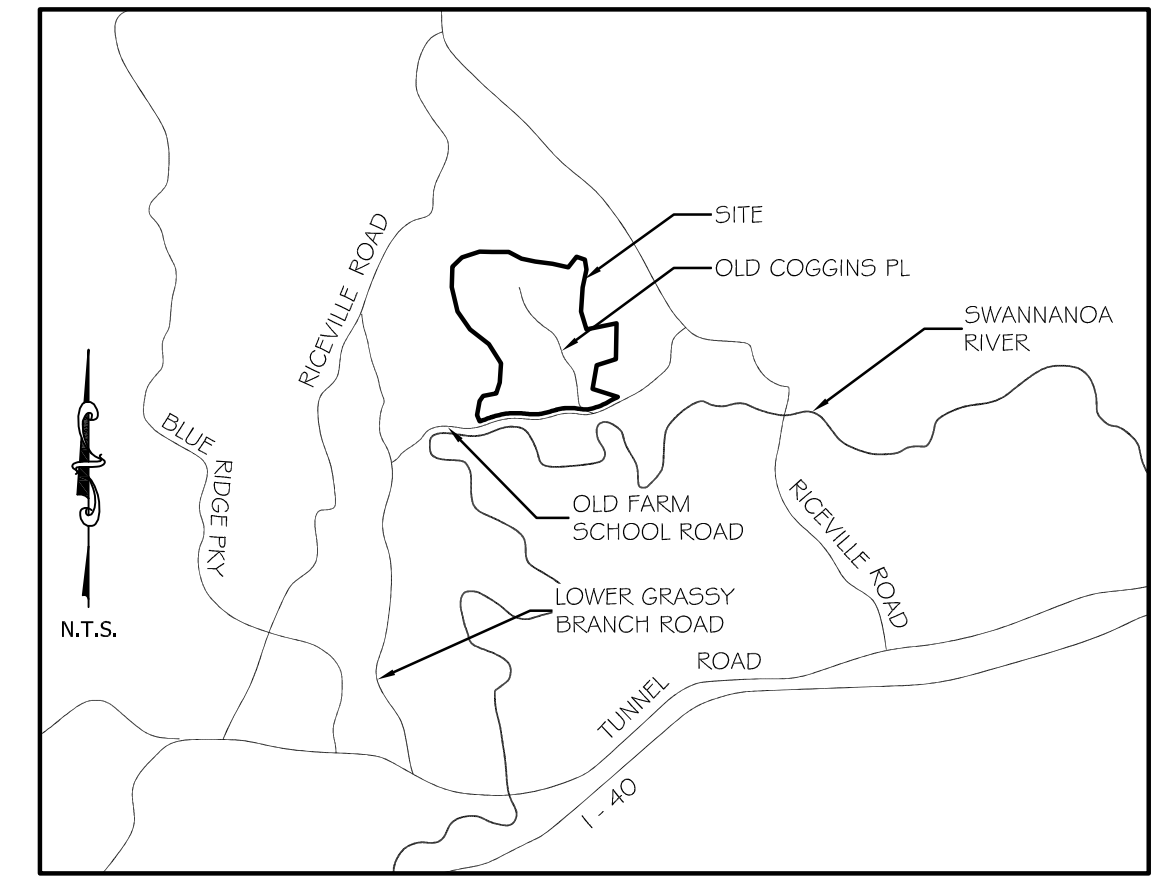 SITE
OLD COGGINS PL
SWANNANOA
RIVER
RICEVILLE ROAD
BLUE RIDGE PKY
OLD FARM
SCHOOL ROAD
RICEVILLE ROAD
LOWER GRASSY
BRANCH ROAD
N.T.S.
TUNNEL ROAD
I - 40